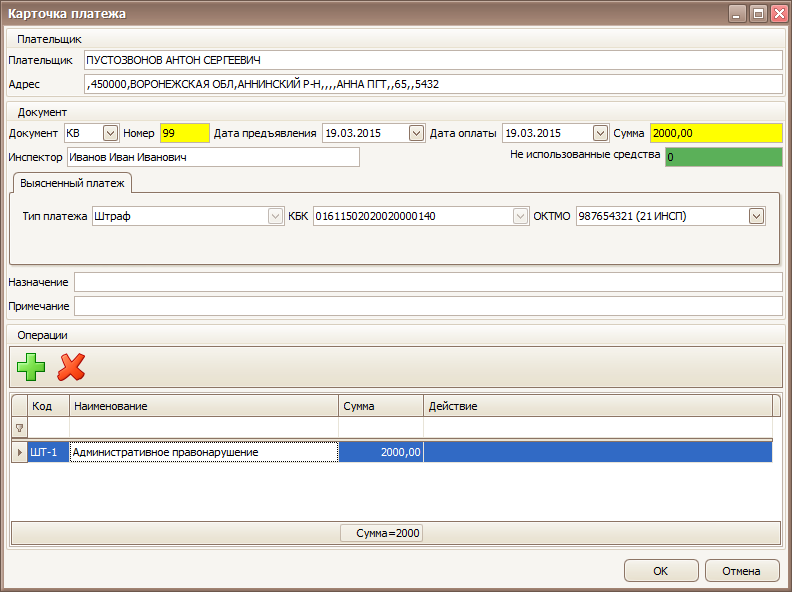 Карточка платежа
Плательщик
Плательщик ПУСТОЗВОНОВ АНТОН СЕРГЕЕВИЧ
Адрес ,450000,ВОРОНЕЖСКАЯ ОБЛ,АННИНСКИЙ Р-Н,,,,АННА ПГТ,,65,,5432
Документ
Документ КВ Номер 99 Дата предъявления 19.03.2015 Дата оплаты 19.03.2015 Сумма 2000,00
Инспектор Иванов Иван Иванович Не использованные средства 0
Выясненный платеж
Тип платежа Штраф КБК 01611502020020000140 ОКТМО 987654321 (21 ИНСП)
Назначение
Примечание
Операции
Код Наименование Сумма Действие
ШТ-1 Административное правонарушение 2000,00
Сумма=2000
ОК Отмена